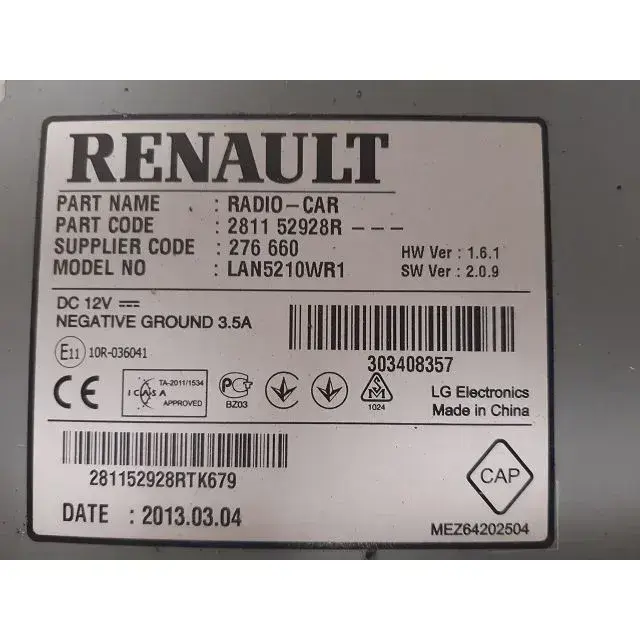 RENAULT
PART NAME : RADIO-CAR
PART CODE : 2811 52928R ---
SUPPLIER CODE : 276 660
MODEL NO : LAN5210WR1
HW Ver : 1.6.1
SW Ver : 2.0.9
DC 12V
NEGATIVE GROUND 3.5A
E11 10R-036041
303408357
CE
ICASA
TA-2011/1534
APPROVED
BZ03
1024
LG Electronics
Made in China
281152928RTK679
DATE : 2013.03.04
CAP
MEZ64202504